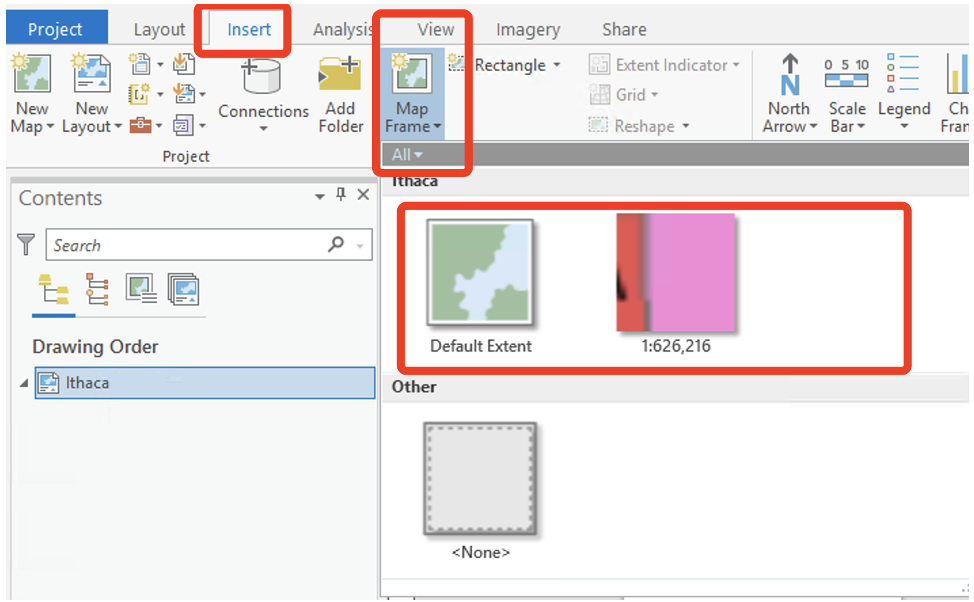 Project Layout Insert Analysis View Imagery Share
New Map
New Layout
Connections
Add Folder
Project
Map Frame
All
Rectangle
Extent Indicator
Grid
Reshape
North Arrow
0 5 10
Scale Bar
Legend
Contents
Search
Drawing Order
Ithaca
Ithaca
Default Extent
1:626,216
Other
<None>